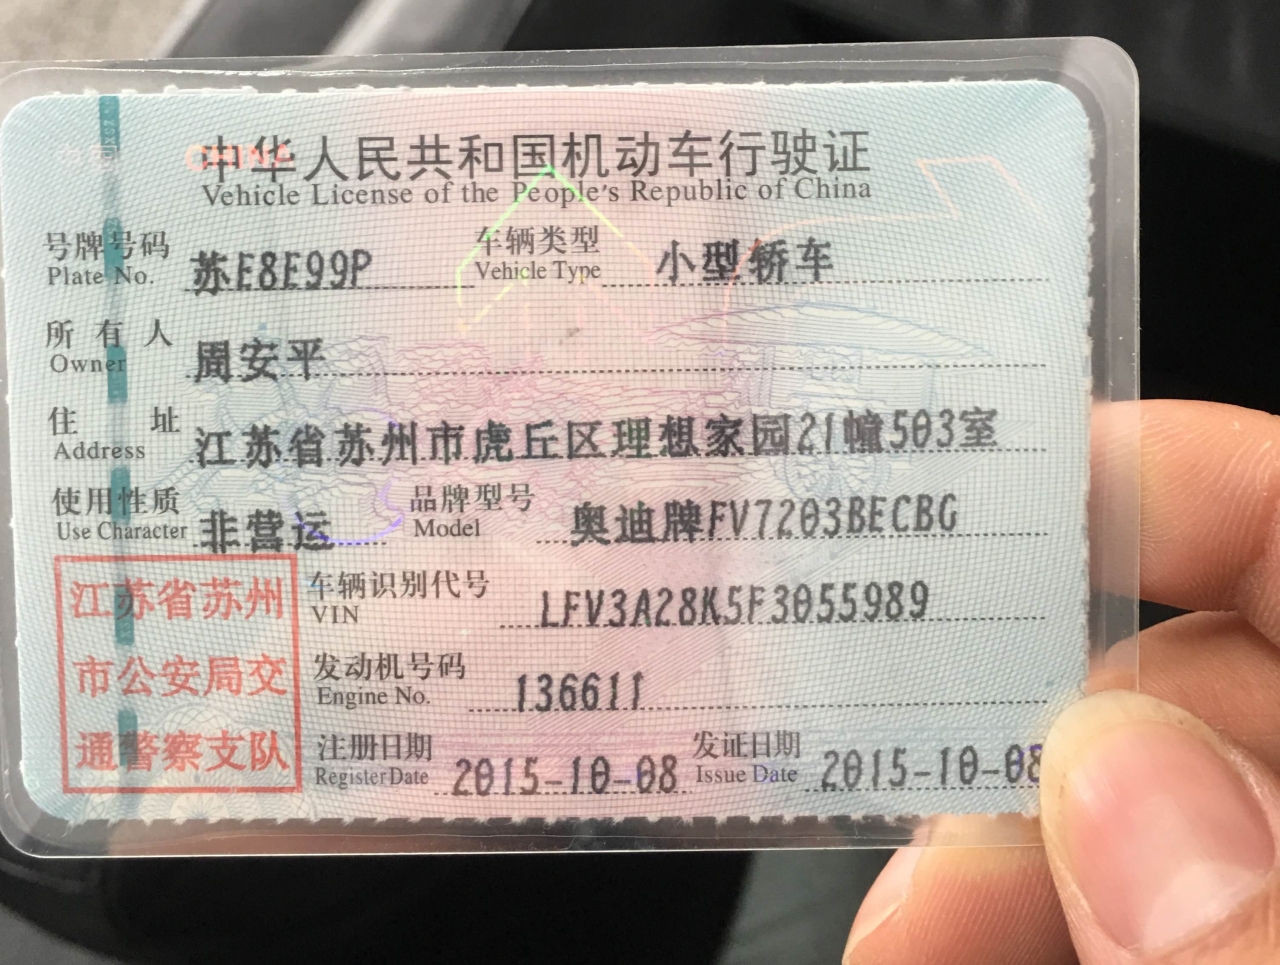 中华人民共和国机动车行驶证
Vehicle License of the People's Republic of China
号牌号码 苏E8E99P 车辆类型 小型轿车
Plate No. Vehicle Type
所有人 周安平
Owner
住址 江苏省苏州市虎丘区理想家园21幢503室
Address
使用性质 非营运 品牌型号 奥迪牌FV7203BECBG
Use Character Model
江苏省苏州
市公安局交
通警察支队
车辆识别代号 LFV3A28K5F3055989
VIN
发动机号码 136611
Engine No.
注册日期 2015-10-08 发证日期 2015-10-08
Register Date Issue Date
CHINA